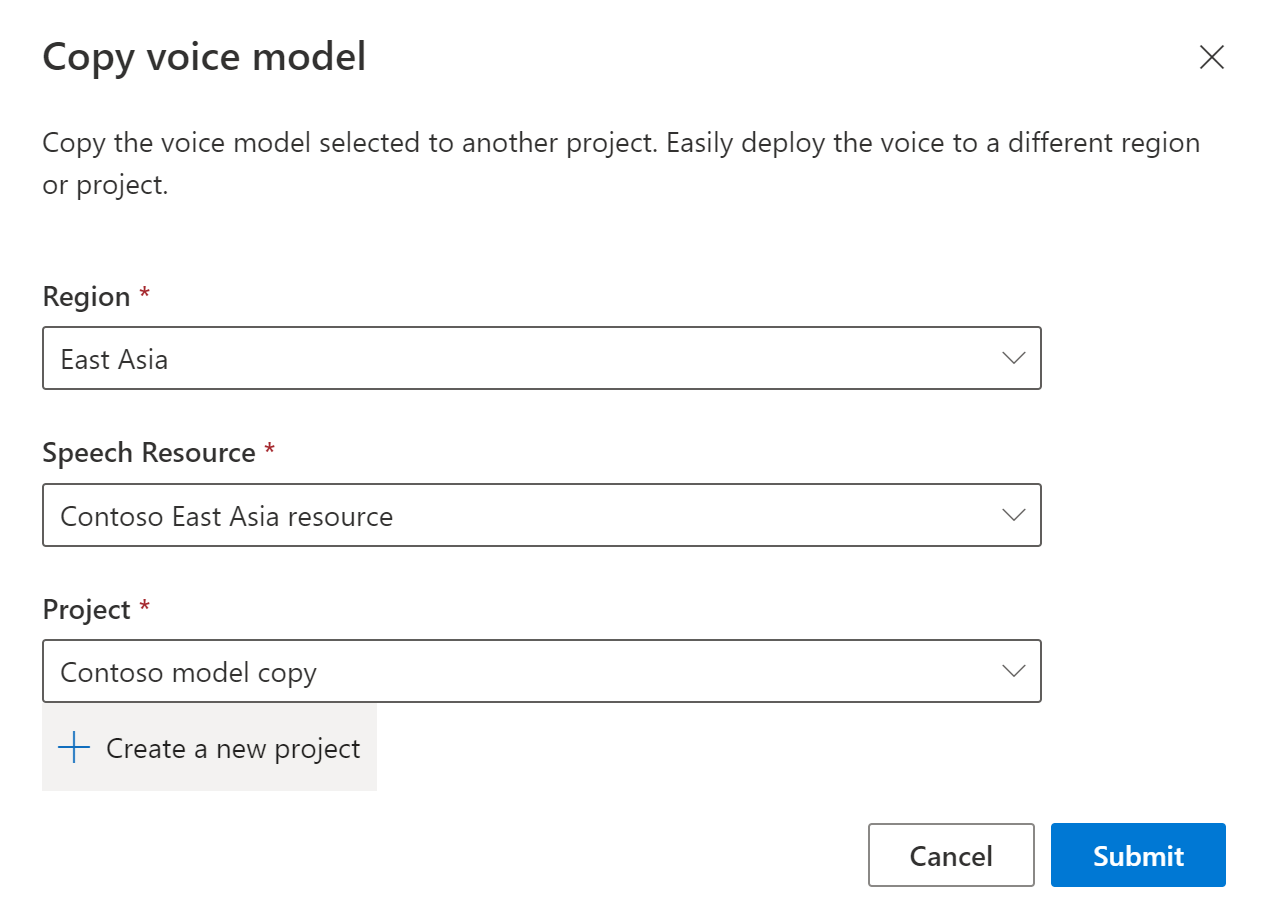 Copy voice model
Copy the voice model selected to another project. Easily deploy the voice to a different region
or project.
Region *
East Asia
Speech Resource *
Contoso East Asia resource
Project *
Contoso model copy
Create a new project
Cancel
Submit